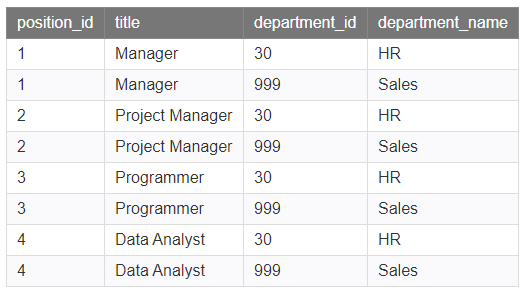 position_id title department_id department_name
1 Manager 30 HR
1 Manager 999 Sales
2 Project Manager 30 HR
2 Project Manager 999 Sales
3 Programmer 30 HR
3 Programmer 999 Sales
4 Data Analyst 30 HR
4 Data Analyst 999 Sales